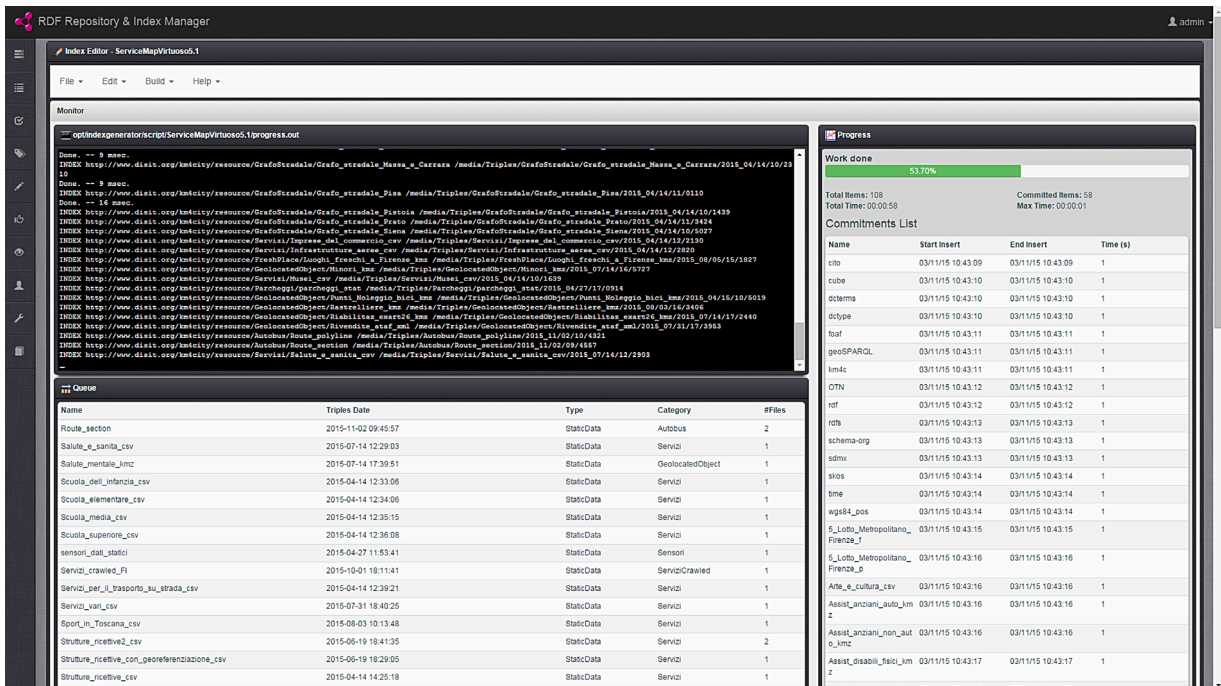 RDF Repository & Index Manager
admin
Index Editor - ServiceMapVirtuoso5.1
File Edit Build Help
Monitor
opt/indexgenerator/script/ServiceMapVirtuoso5.1/progress.out
Done. -- 9 msec.
INDEX http://www.disit.org/km4city/resource/GrafoStradale/Grafo_stradale_Massa_e_Carrara /media/Triples/GrafoStradale/Grafo_stradale_Massa_e_Carrara/2015_04/14/10/23
10
Done. -- 9 msec.
INDEX http://www.disit.org/km4city/resource/GrafoStradale/Grafo_stradale_Pisa /media/Triples/GrafoStradale/Grafo_stradale_Pisa/2015_04/14/11/0110
Done. -- 16 msec.
INDEX http://www.disit.org/km4city/resource/GrafoStradale/Grafo_stradale_Pistoia /media/Triples/GrafoStradale/Grafo_stradale_Pistoia/2015_04/14/10/1439
INDEX http://www.disit.org/km4city/resource/GrafoStradale/Grafo_stradale_Prato /media/Triples/GrafoStradale/Grafo_stradale_Prato/2015_04/14/11/3424
INDEX http://www.disit.org/km4city/resource/GrafoStradale/Grafo_stradale_Siena /media/Triples/GrafoStradale/Grafo_stradale_Siena/2015_04/14/10/5027
INDEX http://www.disit.org/km4city/resource/Servizi/Imprese_del_commercio_csv /media/Triples/Servizi/Imprese_del_commercio_csv/2015_04/14/12/2130
INDEX http://www.disit.org/km4city/resource/Servizi/Infrastrutture_aeree_csv /media/Triples/Servizi/Infrastrutture_aeree_csv/2015_04/14/12/2820
INDEX http://www.disit.org/km4city/resource/FreshPlace/Luoghi_freschi_a_Firenze_kmz /media/Triples/FreshPlace/Luoghi_freschi_a_Firenze_kmz/2015_08/05/15/1827
INDEX http://www.disit.org/km4city/resource/GeolocatedObject/Minori_kmz /media/Triples/GeolocatedObject/Minori_kmz/2015_07/14/16/5727
INDEX http://www.disit.org/km4city/resource/Servizi/Musei_csv /media/Triples/Servizi/Musei_csv/2015_04/14/10/1639
INDEX http://www.disit.org/km4city/resource/Parcheggi/parcheggi_stat /media/Triples/Parcheggi/parcheggi_stat/2015_04/27/17/0914
INDEX http://www.disit.org/km4city/resource/GeolocatedObject/Punti_Noleggio_bici_kmz /media/Triples/GeolocatedObject/Punti_Noleggio_bici_kmz/2015_04/15/10/5019
INDEX http://www.disit.org/km4city/resource/GeolocatedObject/Rastrelliere_kmz /media/Triples/GeolocatedObject/Rastrelliere_kmz/2015_08/03/16/3406
INDEX http://www.disit.org/km4city/resource/GeolocatedObject/Riabilitas_exart26_kmz /media/Triples/GeolocatedObject/Riabilitas_exart26_kmz/2015_07/14/17/2440
INDEX http://www.disit.org/km4city/resource/GeolocatedObject/Rivendite_ataf_xml /media/Triples/GeolocatedObject/Rivendite_ataf_xml/2015_07/31/17/3953
INDEX http://www.disit.org/km4city/resource/Autobus/Route_polyline /media/Triples/Autobus/Route_polyline/2015_11/02/10/4321
INDEX http://www.disit.org/km4city/resource/Autobus/Route_section /media/Triples/Autobus/Route_section/2015_11/02/09/4557
INDEX http://www.disit.org/km4city/resource/Servizi/Salute_e_sanita_csv /media/Triples/Servizi/Salute_e_sanita_csv/2015_07/14/12/2903
Queue
Name Triples Date Type Category #Files
Route_section 2015-11-02 09:45:57 StaticData Autobus 2
Salute_e_sanita_csv 2015-07-14 12:29:03 StaticData Servizi 1
Salute_mentale_kmz 2015-07-14 17:39:51 StaticData GeolocatedObject 1
Scuola_dell_infanzia_csv 2015-04-14 12:33:06 StaticData Servizi 1
Scuola_elementare_csv 2015-04-14 12:34:06 StaticData Servizi 1
Scuola_media_csv 2015-04-14 12:35:15 StaticData Servizi 1
Scuola_superiore_csv 2015-04-14 12:36:08 StaticData Servizi 1
sensori_dati_statici 2015-04-27 11:53:41 StaticData Sensori 1
Servizi_crawled_FI 2015-10-01 18:11:41 StaticData ServiziCrawled 1
Servizi_per_il_trasporto_su_strada_csv 2015-04-14 12:39:21 StaticData Servizi 1
Servizi_vari_csv 2015-07-31 18:40:25 StaticData Servizi 1
Sport_in_Toscana_csv 2015-08-03 10:13:48 StaticData Servizi 1
Strutture_ricettive2_csv 2015-06-19 18:41:35 StaticData Servizi 2
Strutture_ricettive_con_georeferenziazione_csv 2015-06-19 18:29:05 StaticData Servizi 1
Strutture_ricettive_csv 2015-04-14 14:25:18 StaticData Servizi 1
Progress
Work done
53.70%
Total Items: 108 Committed Items: 58
Total Time: 00:00:58 Max Time: 00:00:01
Commitments List
Name Start Insert End Insert Time (s)
cito 03/11/15 10:43:09 03/11/15 10:43:09 1
cube 03/11/15 10:43:10 03/11/15 10:43:10 1
dcterms 03/11/15 10:43:10 03/11/15 10:43:10 1
dctype 03/11/15 10:43:10 03/11/15 10:43:10 1
foaf 03/11/15 10:43:11 03/11/15 10:43:11 1
geoSPARQL 03/11/15 10:43:11 03/11/15 10:43:11 1
km4c 03/11/15 10:43:11 03/11/15 10:43:11 1
OTN 03/11/15 10:43:12 03/11/15 10:43:12 1
rdf 03/11/15 10:43:12 03/11/15 10:43:12 1
rdfs 03/11/15 10:43:13 03/11/15 10:43:13 1
schema-org 03/11/15 10:43:13 03/11/15 10:43:13 1
sdmx 03/11/15 10:43:13 03/11/15 10:43:13 1
skos 03/11/15 10:43:14 03/11/15 10:43:14 1
time 03/11/15 10:43:14 03/11/15 10:43:14 1
wgs84_pos 03/11/15 10:43:14 03/11/15 10:43:14 1
5_Lotto_Metropolitano_ 03/11/15 10:43:15 03/11/15 10:43:15 1
Firenze_f
5_Lotto_Metropolitano_ 03/11/15 10:43:16 03/11/15 10:43:16 1
Firenze_p
Arte_e_cultura_csv 03/11/15 10:43:16 03/11/15 10:43:16 1
Assist_anziani_auto_km 03/11/15 10:43:16 03/11/15 10:43:16 1
z
Assist_anziani_non_aut 03/11/15 10:43:16 03/11/15 10:43:16 1
o_kmz
Assist_disabili_fisici_km 03/11/15 10:43:17 03/11/15 10:43:17 1
z